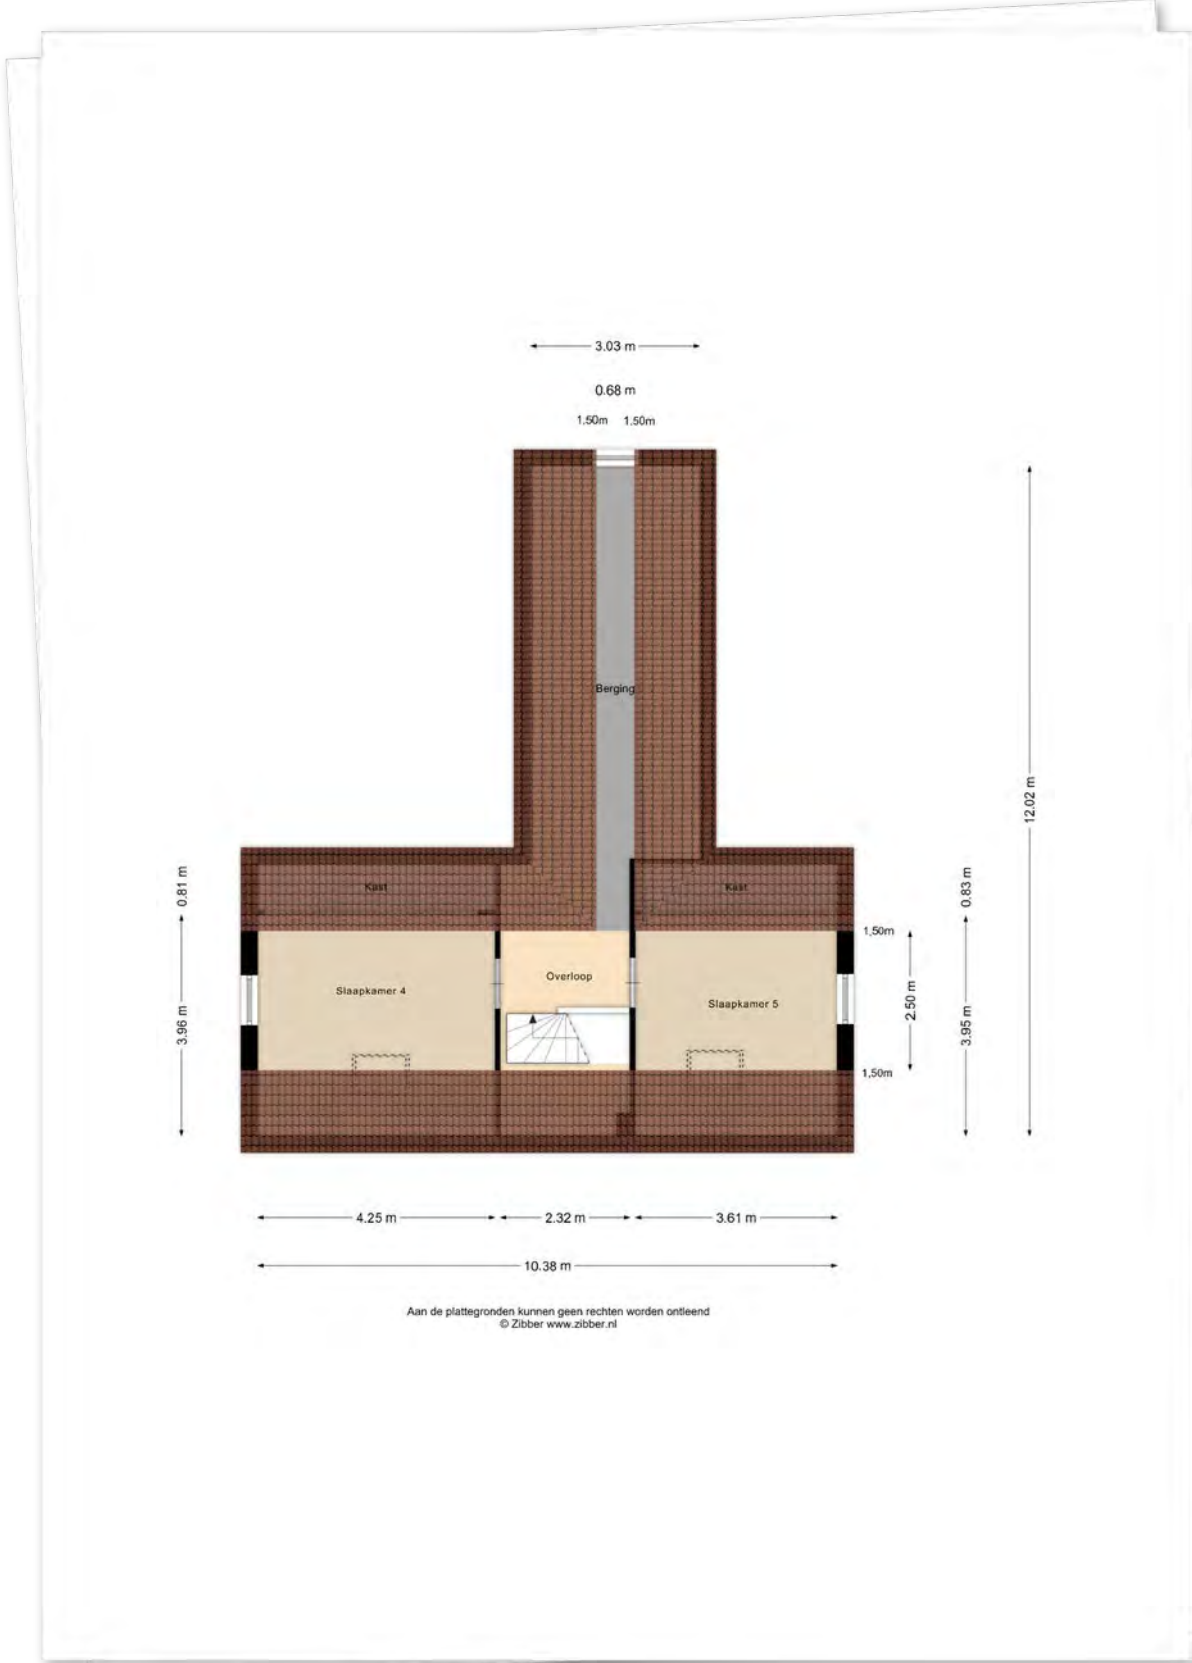 3.03 m
0.68 m
1,50m 1,50m
Berging
12.02 m
0.81 m
Kast
Kast
0.83 m
1,50m
Overloop
Slaapkamer 4
Slaapkamer 5
2.50 m
3.96 m
3.95 m
1,50m
4.25 m
2.32 m
3.61 m
10.38 m
Aan de plattegronden kunnen geen rechten worden ontleend
© Zibber www.zibber.nl